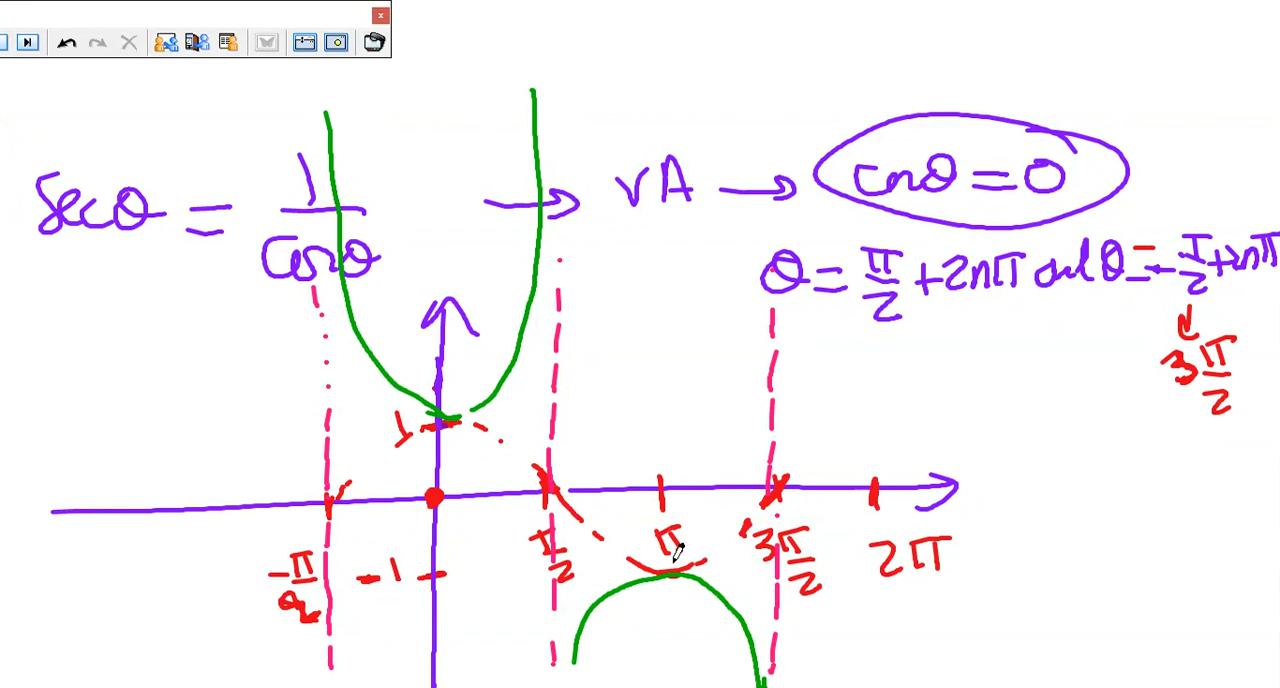 secθ = 1/cosθ → VA → cosθ = 0
θ = π/2 + 2nπ and θ = -π/2 + 2nπ
3π/2
1
-π/2 -1 π/2 π 3π/2 2π